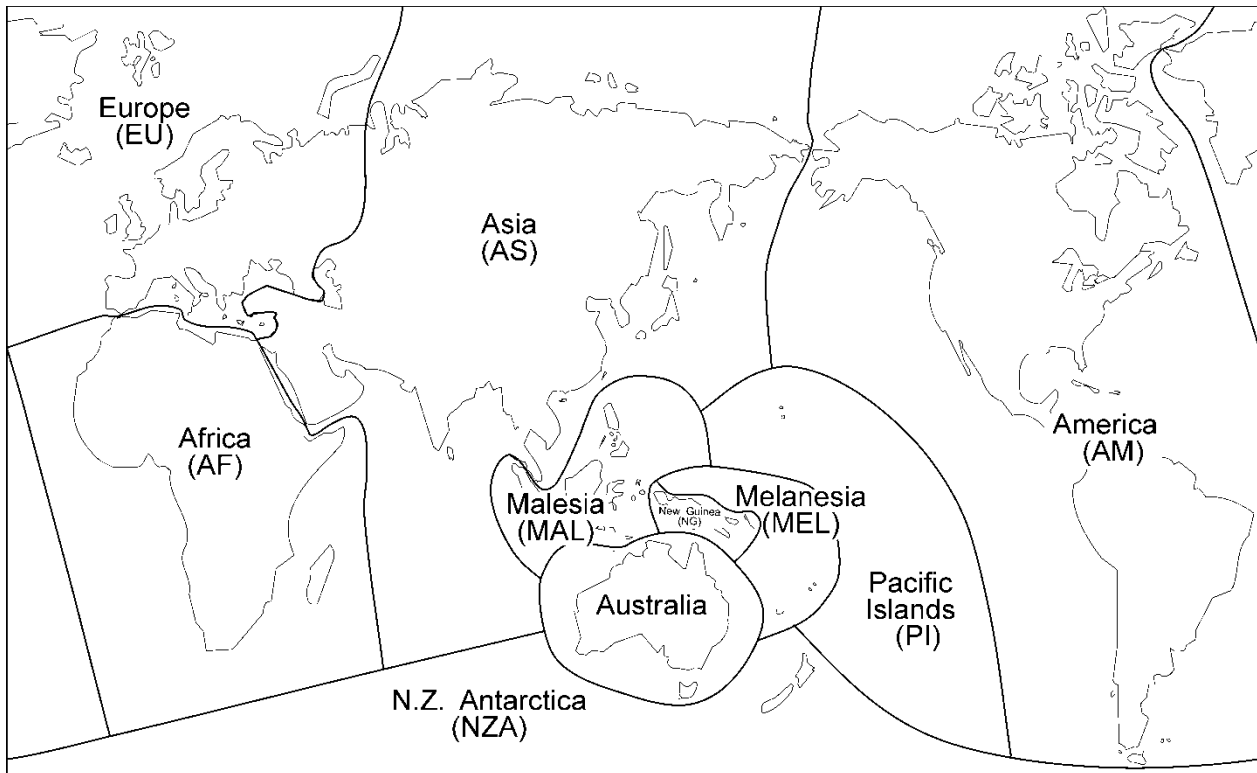 Europe
(EU)
Asia
(AS)
Africa
(AF)
America
(AM)
Malesia
(MAL)
New Guinea
(NG)
Melanesia
(MEL)
Australia
Pacific
Islands
(PI)
N.Z. Antarctica
(NZA)